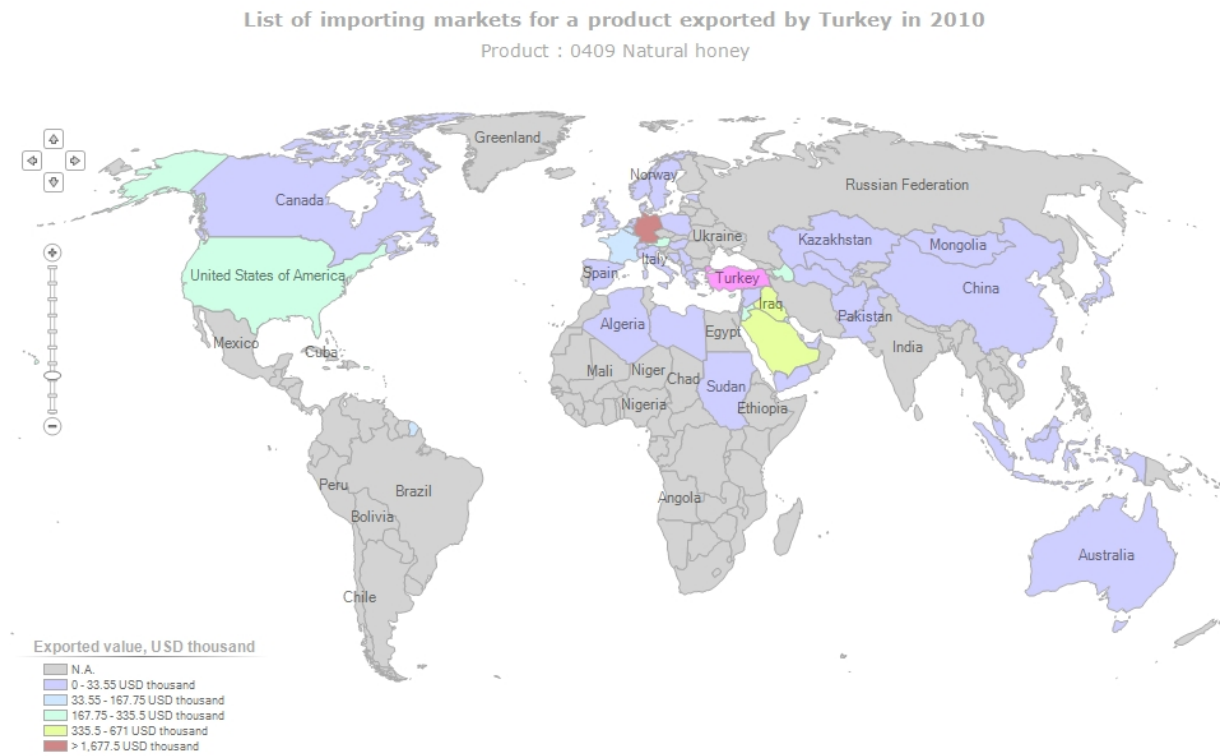 List of importing markets for a product exported by Turkey in 2010
Product : 0409 Natural honey
Greenland
Norway
Russian Federation
Canada
Ukraine
Kazakhstan
Mongolia
Italy
Spain
United States of America
Turkey
China
Iraq
Pakistan
Algeria
Egypt
Mexico
Cuba
India
Mali
Niger
Chad
Sudan
Nigeria
Ethiopia
Peru
Brazil
Angola
Bolivia
Australia
Chile
Exported value, USD thousand
N.A.
0 - 33.55 USD thousand
33.55 - 167.75 USD thousand
167.75 - 335.5 USD thousand
335.5 - 671 USD thousand
> 1,677.5 USD thousand